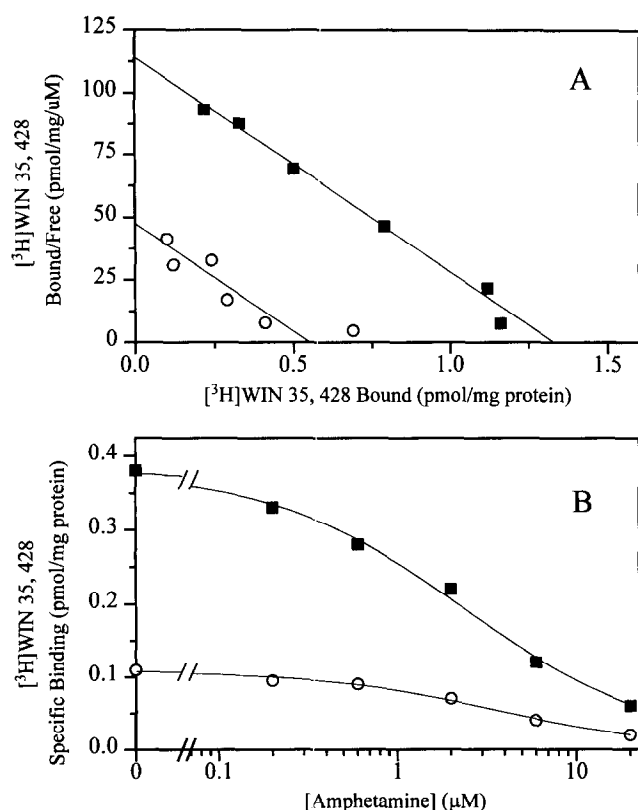 125
100
75
50
25
0
[³H]WIN 35, 428
Bound/Free (pmol/mg/uM)
A
0.0
0.5
1.0
1.5
[³H]WIN 35, 428 Bound (pmol/mg protein)
0.4
0.3
0.2
0.1
0.0
[³H]WIN 35, 428
Specific Binding (pmol/mg protein)
B
0
0.1
1
10
[Amphetamine] (µM)